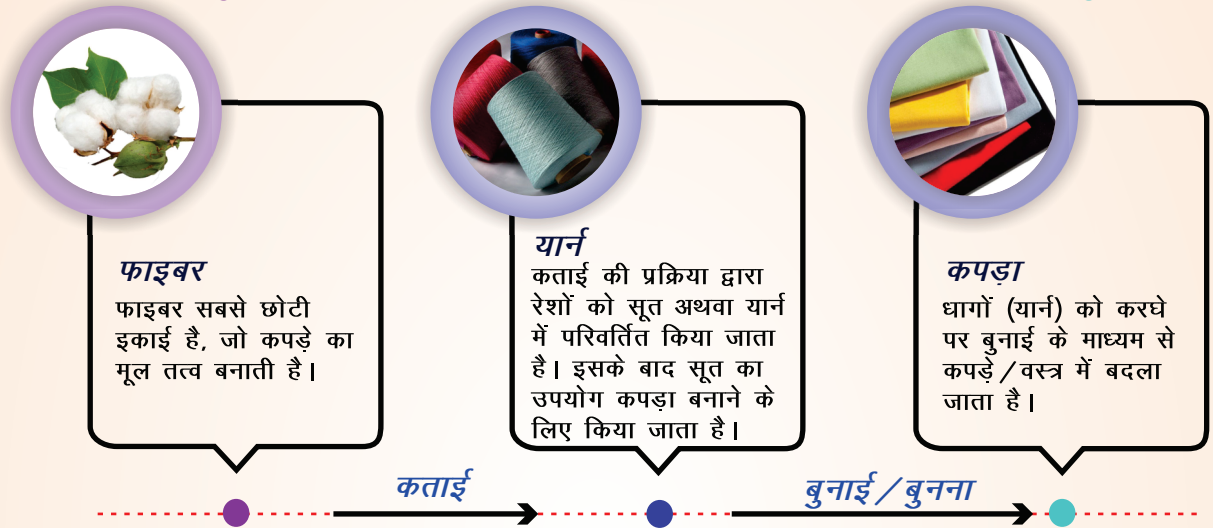 फाइबर
फाइबर सबसे छोटी
इकाई है, जो कपड़े का
मूल तत्व बनाती है।
यार्न
कताई की प्रक्रिया द्वारा
रेशों को सूत अथवा यार्न
में परिवर्तित किया जाता
है। इसके बाद सूत का
उपयोग कपड़ा बनाने के
लिए किया जाता है।
कपड़ा
धागों (यार्न) को करघे
पर बुनाई के माध्यम से
कपड़े/वस्त्र में बदला
जाता है।
कताई
बुनाई/बुनना